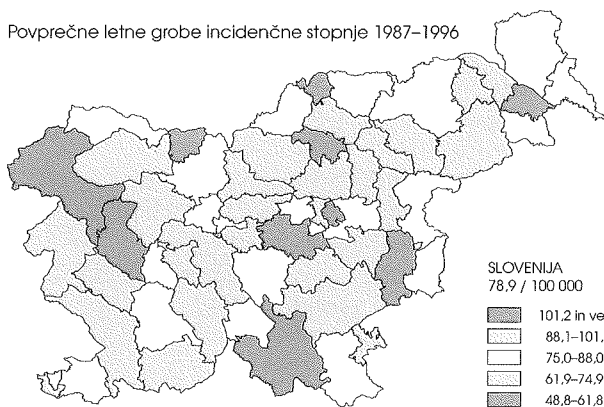 Povprečne letne grobe incidenčne stopnje 1987–1996
SLOVENIJA
78,9 / 100 000
101,2 in ve
88,1–101,
75,0–88,0
61,9–74,9
48,8–61,8